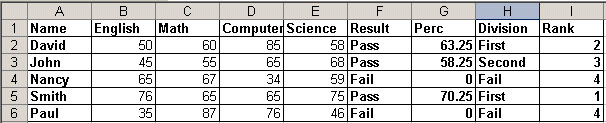 A B C D E F G H I
1 Name English Math Computer Science Result Perc Division Rank
2 David 50 60 85 58 Pass 63.25 First 2
3 John 45 55 65 68 Pass 58.25 Second 3
4 Nancy 65 67 34 59 Fail 0 Fail 4
5 Smith 76 65 65 75 Pass 70.25 First 1
6 Paul 35 87 76 46 Fail 0 Fail 4